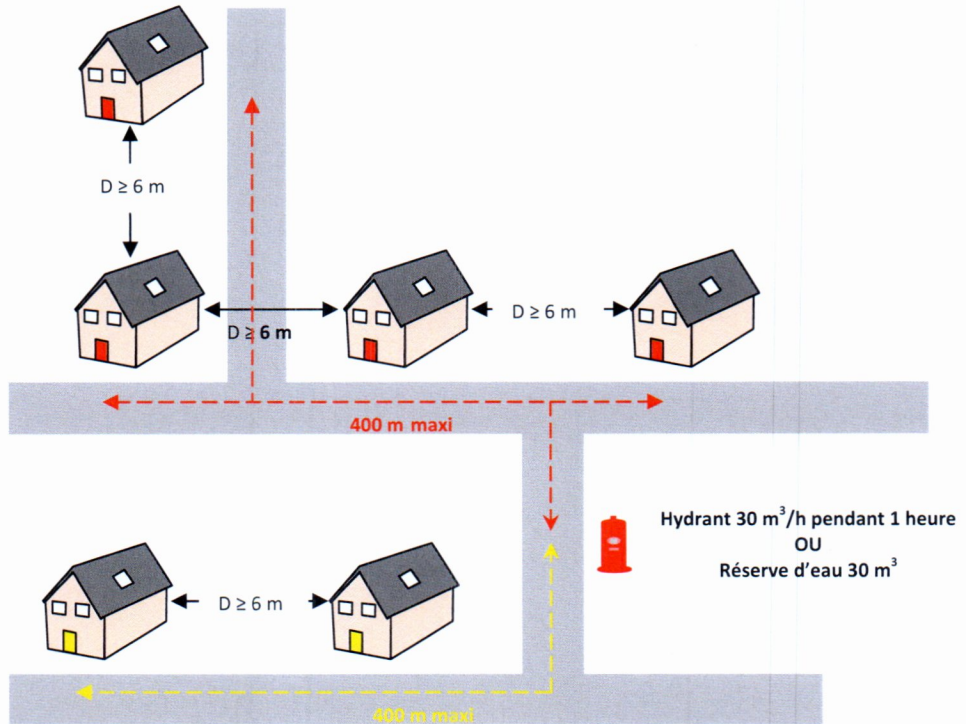 D ≥ 6 m
D ≥ 6 m
D ≥ 6 m
400 m maxi
Hydrant 30 m³/h pendant 1 heure
OU
Réserve d'eau 30 m³
D ≥ 6 m
400 m maxi